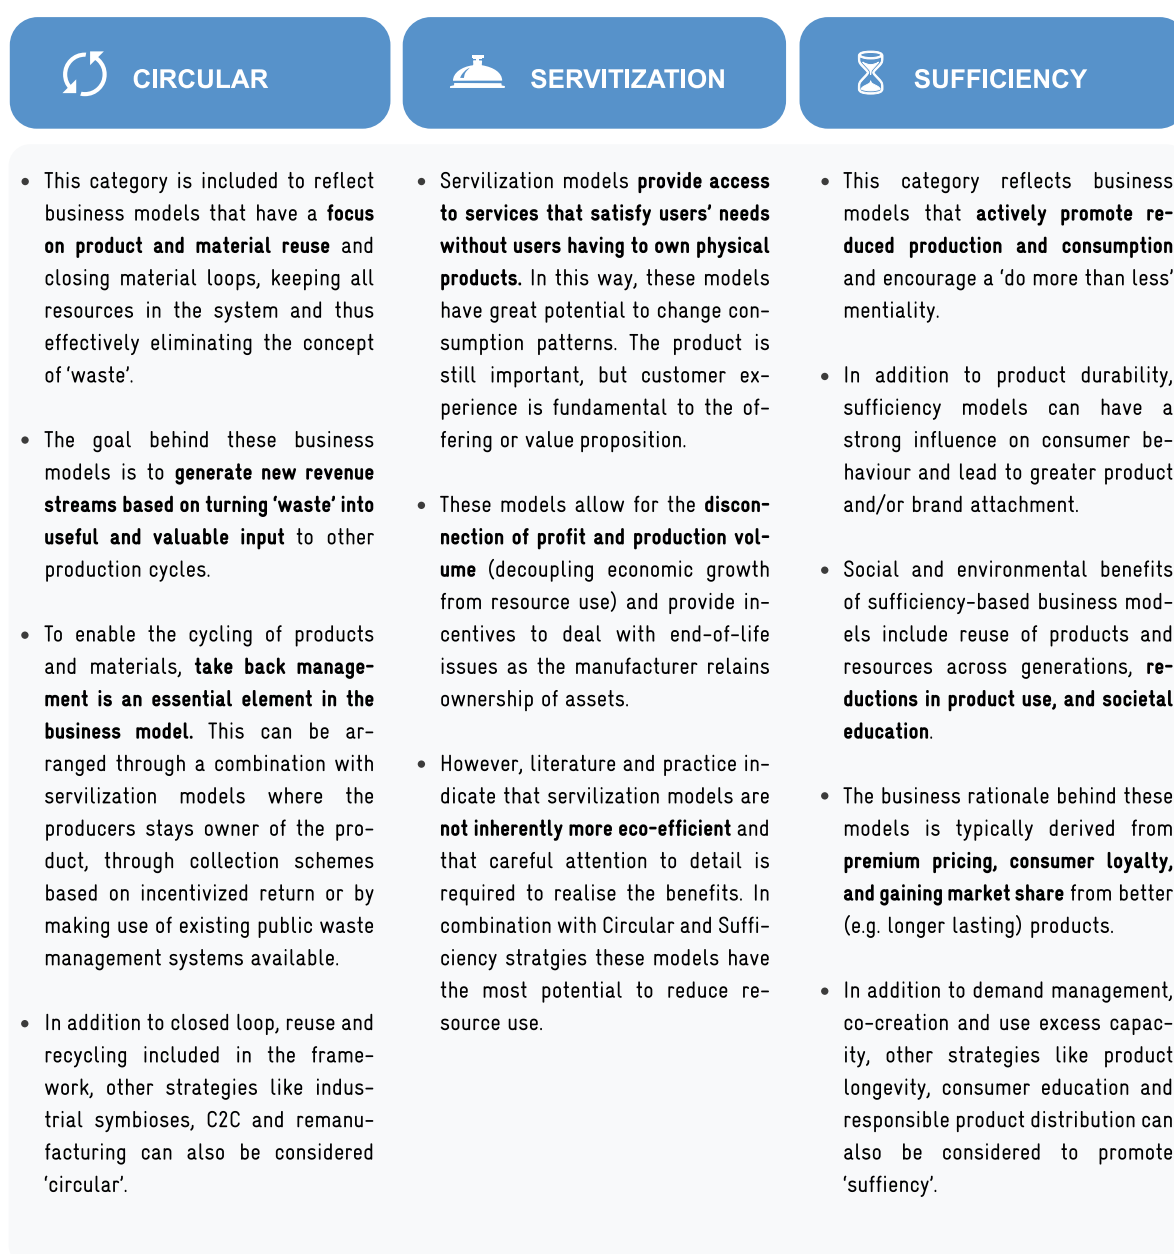 CIRCULAR
This category is included to reflect
business models that have a focus
on product and material reuse and
closing material loops, keeping all
resources in the system and thus
effectively eliminating the concept
of ‘waste’.
The goal behind these business
models is to generate new revenue
streams based on turning ‘waste’ into
useful and valuable input to other
production cycles.
To enable the cycling of products
and materials, take back manage-
ment is an essential element in the
business model. This can be ar-
ranged through a combination with
servilization models where the
producers stays owner of the pro-
duct, through collection schemes
based on incentivized return or by
making use of existing public waste
management systems available.
In addition to closed loop, reuse and
recycling included in the frame-
work, other strategies like indus-
trial symbioses, C2C and remanu-
facturing can also be considered
‘circular’.
SERVITIZATION
Servilization models provide access
to services that satisfy users’ needs
without users having to own physical
products. In this way, these models
have great potential to change con-
sumption patterns. The product is
still important, but customer ex-
perience is fundamental to the of-
fering or value proposition.
These models allow for the discon-
nection of profit and production vol-
ume (decoupling economic growth
from resource use) and provide in-
centives to deal with end-of-life
issues as the manufacturer relains
ownership of assets.
However, literature and practice in-
dicate that servilization models are
not inherently more eco-efficient and
that careful attention to detail is
required to realise the benefits. In
combination with Circular and Suffi-
ciency stratgies these models have
the most potential to reduce re-
source use.
SUFFICIENCY
This category reflects business
models that actively promote re-
duced production and consumption
and encourage a ‘do more than less’
mentiality.
In addition to product durability,
sufficiency models can have a
strong influence on consumer be-
haviour and lead to greater product
and/or brand attachment.
Social and environmental benefits
of sufficiency-based business mod-
els include reuse of products and
resources across generations, re-
ductions in product use, and societal
education.
The business rationale behind these
models is typically derived from
premium pricing, consumer loyalty,
and gaining market share from better
(e.g. longer lasting) products.
In addition to demand management,
co-creation and use excess capac-
ity, other strategies like product
longevity, consumer education and
responsible product distribution can
also be considered to promote
‘suffiency’.